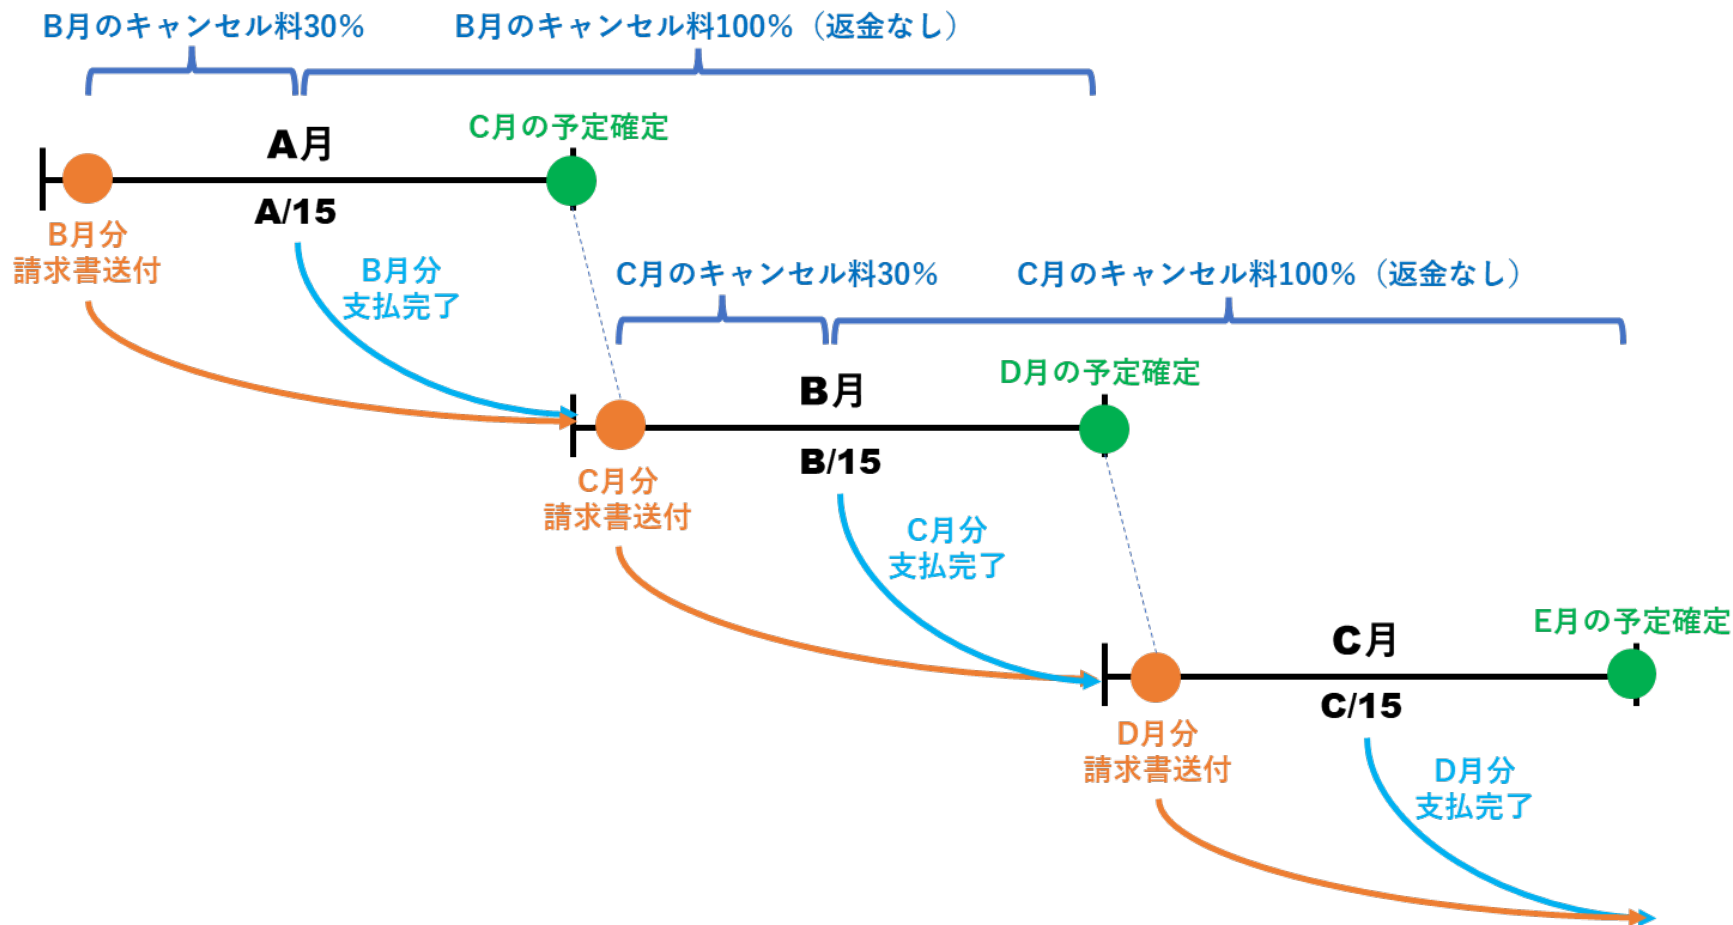 B月のキャンセル料30%
B月のキャンセル料100%（返金なし）
A月
C月の予定確定
A/15
B月分
請求書送付
B月分
支払完了
C月のキャンセル料30%
C月のキャンセル料100%（返金なし）
B月
D月の予定確定
B/15
C月分
請求書送付
C月分
支払完了
C月
E月の予定確定
C/15
D月分
請求書送付
D月分
支払完了